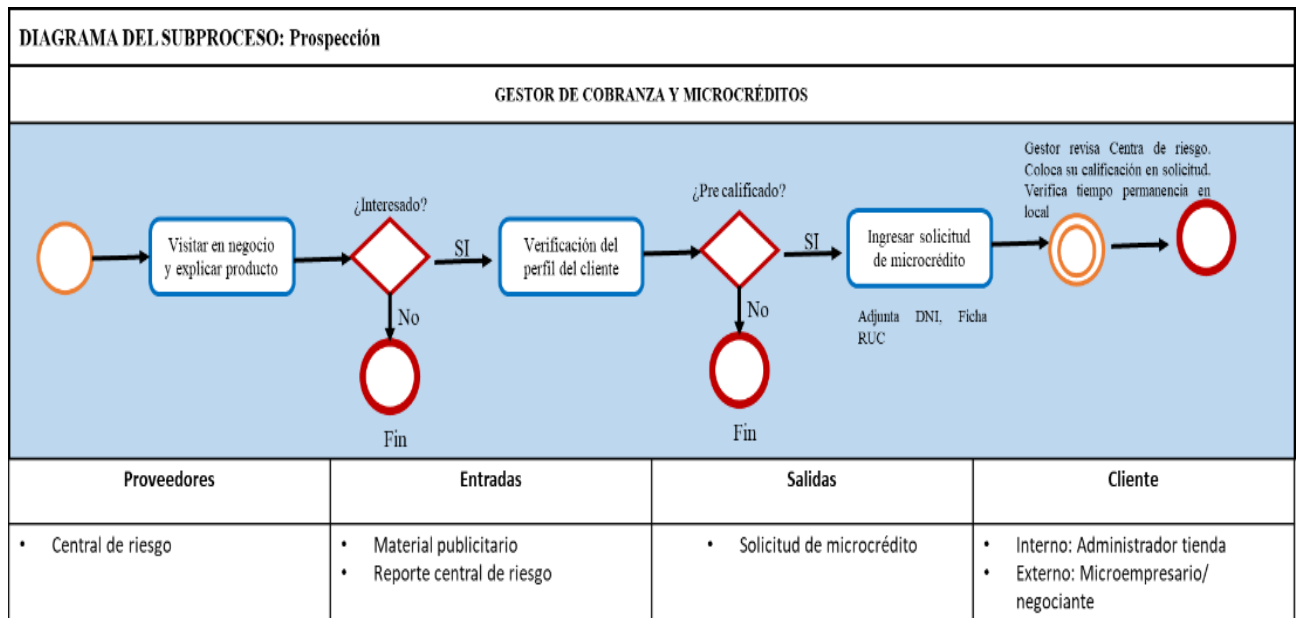 DIAGRAMA DEL SUBPROCESO: Prospección
GESTOR DE COBRANZA Y MICROCRÉDITOS
Visitar en negocio
y explicar producto
¿Interesado?
SI
No
Fin
Verificación del
perfil del cliente
¿Pre calificado?
SI
No
Fin
Ingresar solicitud
de microcrédito
Adjunta DNI, Ficha
RUC
Gestor revisa Centra de riesgo.
Coloca su calificación en solicitud.
Verifica tiempo permanencia en
local
Proveedores
Entradas
Salidas
Cliente
• Central de riesgo
• Material publicitario
• Reporte central de riesgo
• Solicitud de microcrédito
• Interno: Administrador tienda
• Externo: Microempresario/
negociante